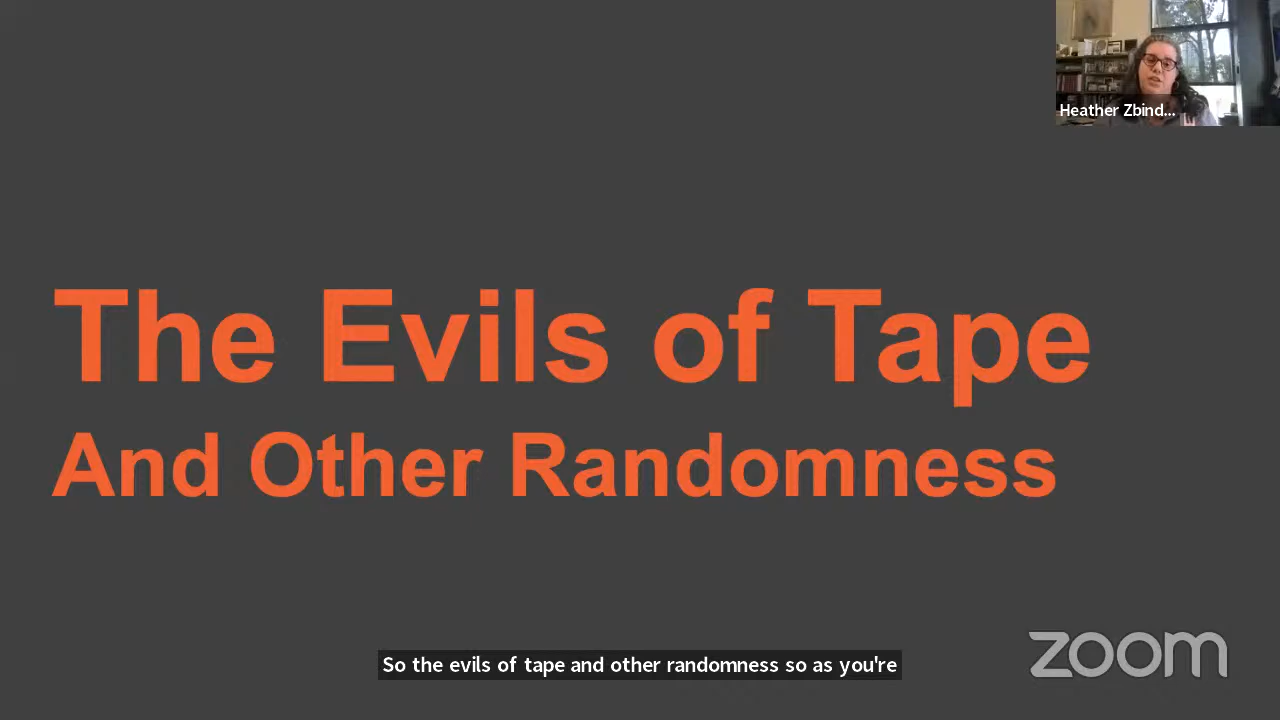 Heather Zbind...
The Evils of Tape
And Other Randomness
So the evils of tape and other randomness so as you're
zoom